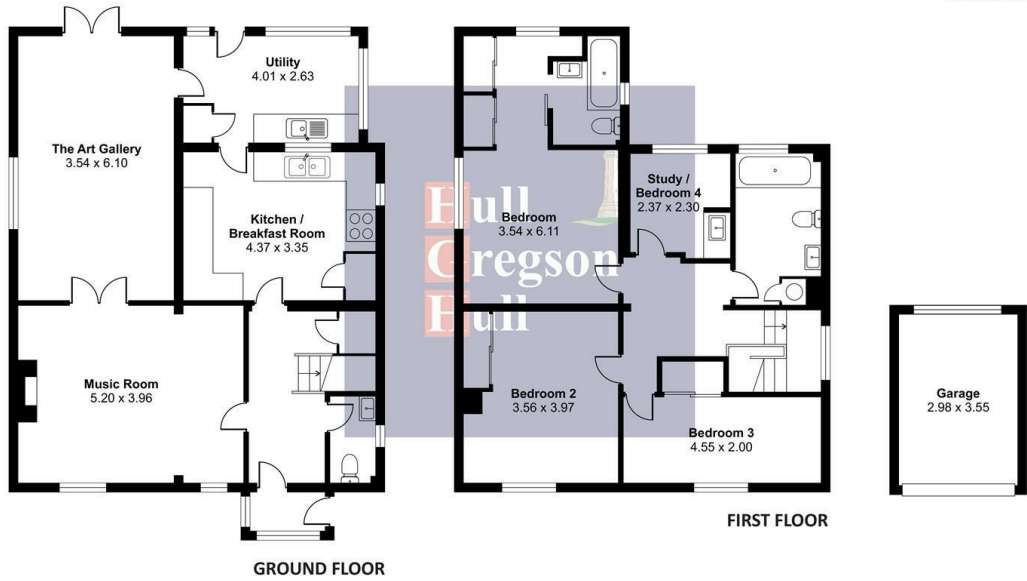 Utility
4.01 x 2.63
The Art Gallery
3.54 x 6.10
Kitchen /
Breakfast Room
4.37 x 3.35
Music Room
5.20 x 3.96
GROUND FLOOR
Hull
Gregson
Hull
Bedroom
3.54 x 6.11
Study /
Bedroom 4
2.37 x 2.30
Bedroom 2
3.56 x 3.97
Bedroom 3
4.55 x 2.00
FIRST FLOOR
Garage
2.98 x 3.55